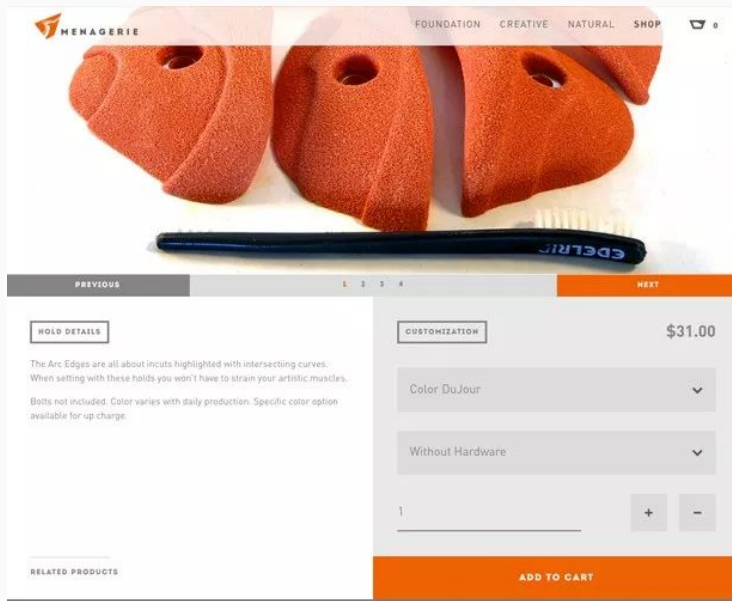 MENAGERIE
FOUNDATION CREATIVE NATURAL SHOP 0
EDELRID
PREVIOUS 1 2 3 4 NEXT
HOLD DETAILS
The Arc Edges are all about incuts highlighted with intersecting curves.
When setting with these holds you won't have to strain your artistic muscles.
Bolts not included. Color varies with daily production. Specific color option
available for up charge.
RELATED PRODUCTS
CUSTOMIZATION $31.00
Color DuJour
Without Hardware
1 + −
ADD TO CART